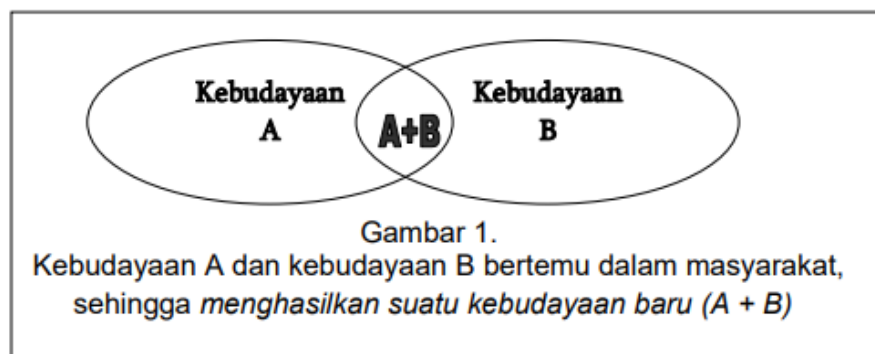 Kebudayaan
A
A+B
Kebudayaan
B
Gambar 1.
Kebudayaan A dan kebudayaan B bertemu dalam masyarakat,
sehingga menghasilkan suatu kebudayaan baru (A + B)